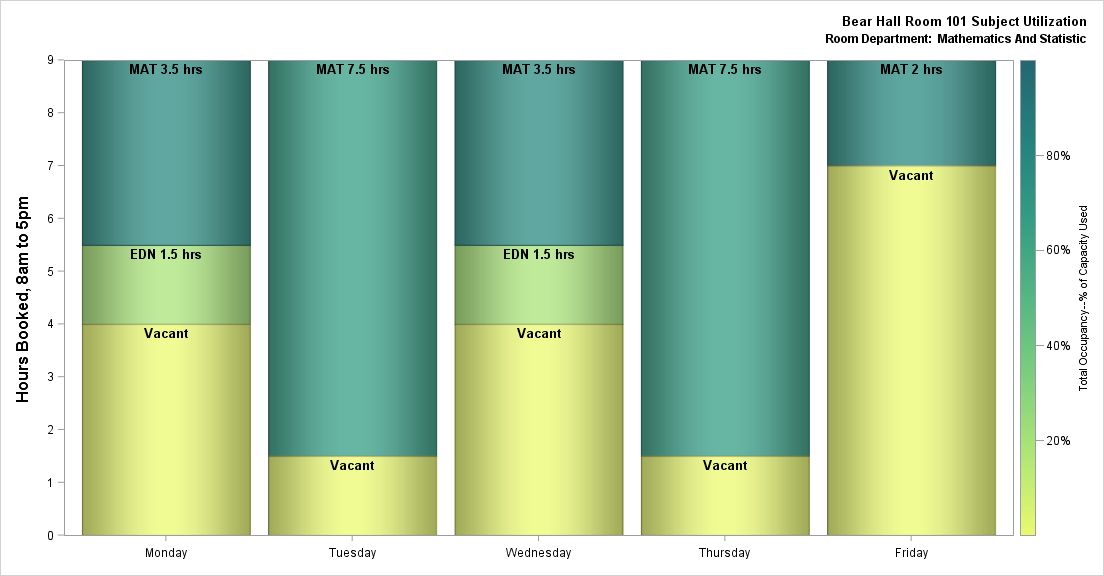 Bear Hall Room 101 Subject Utilization
Room Department: Mathematics And Statistic
Hours Booked, 8am to 5pm
9
8
7
6
5
4
3
2
1
0
MAT 3.5 hrs
EDN 1.5 hrs
Vacant
MAT 7.5 hrs
Vacant
MAT 3.5 hrs
EDN 1.5 hrs
Vacant
MAT 7.5 hrs
Vacant
MAT 2 hrs
Vacant
Monday
Tuesday
Wednesday
Thursday
Friday
80%
60%
40%
20%
Total Occupancy--% of Capacity Used